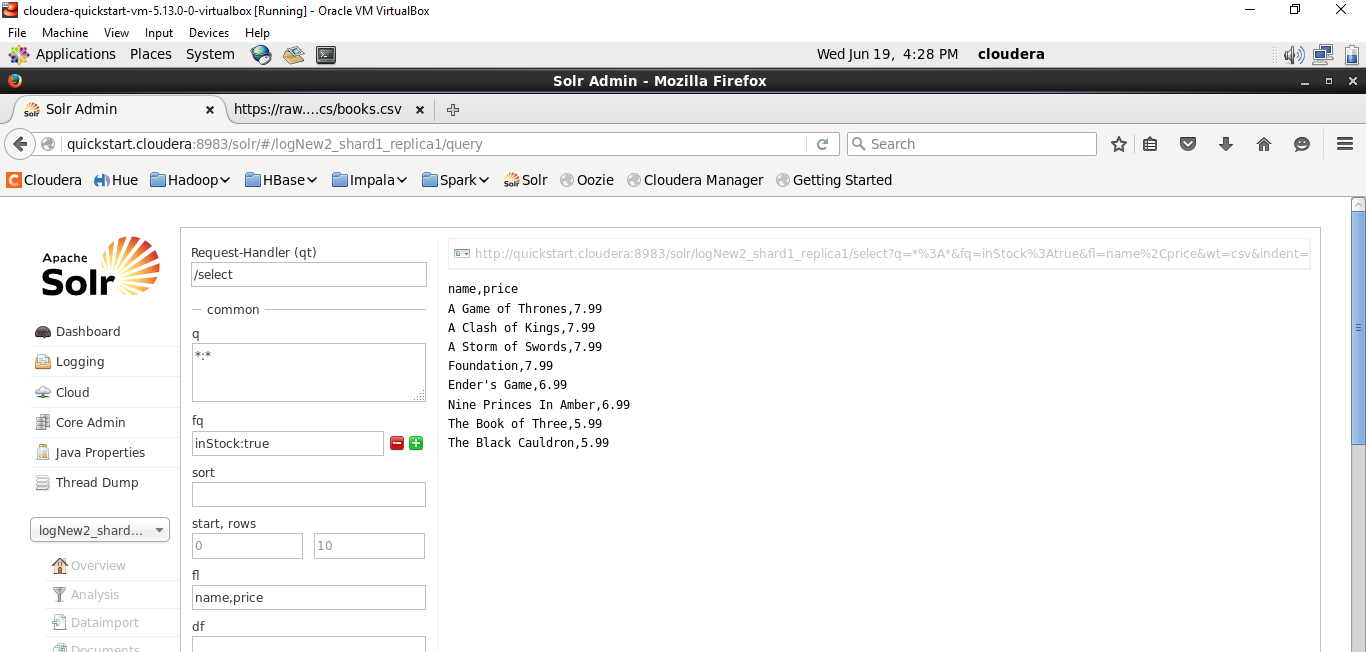 cloudera-quickstart-vm-5.13.0-0-virtualbox [Running] - Oracle VM VirtualBox
File Machine View Input Devices Help
Applications Places System Wed Jun 19, 4:28 PM cloudera
Solr Admin - Mozilla Firefox
Solr Admin https://raw....cs/books.csv
quickstart.cloudera:8983/solr/#/logNew2_shard1_replica1/query Search
Cloudera Hue Hadoop HBase Impala Spark Solr Oozie Cloudera Manager Getting Started
Apache
Solr
Dashboard
Logging
Cloud
Core Admin
Java Properties
Thread Dump
logNew2_shard...
Overview
Analysis
Dataimport
Documents
Request-Handler (qt)
/select
common
q
*:*
fq
inStock:true
sort
start, rows
0 10
fl
name,price
df
http://quickstart.cloudera:8983/solr/logNew2_shard1_replica1/select?q=*%3A*&fq=inStock%3Atrue&fl=name%2Cprice&wt=csv&indent=
name,price
A Game of Thrones,7.99
A Clash of Kings,7.99
A Storm of Swords,7.99
Foundation,7.99
Ender's Game,6.99
Nine Princes In Amber,6.99
The Book of Three,5.99
The Black Cauldron,5.99